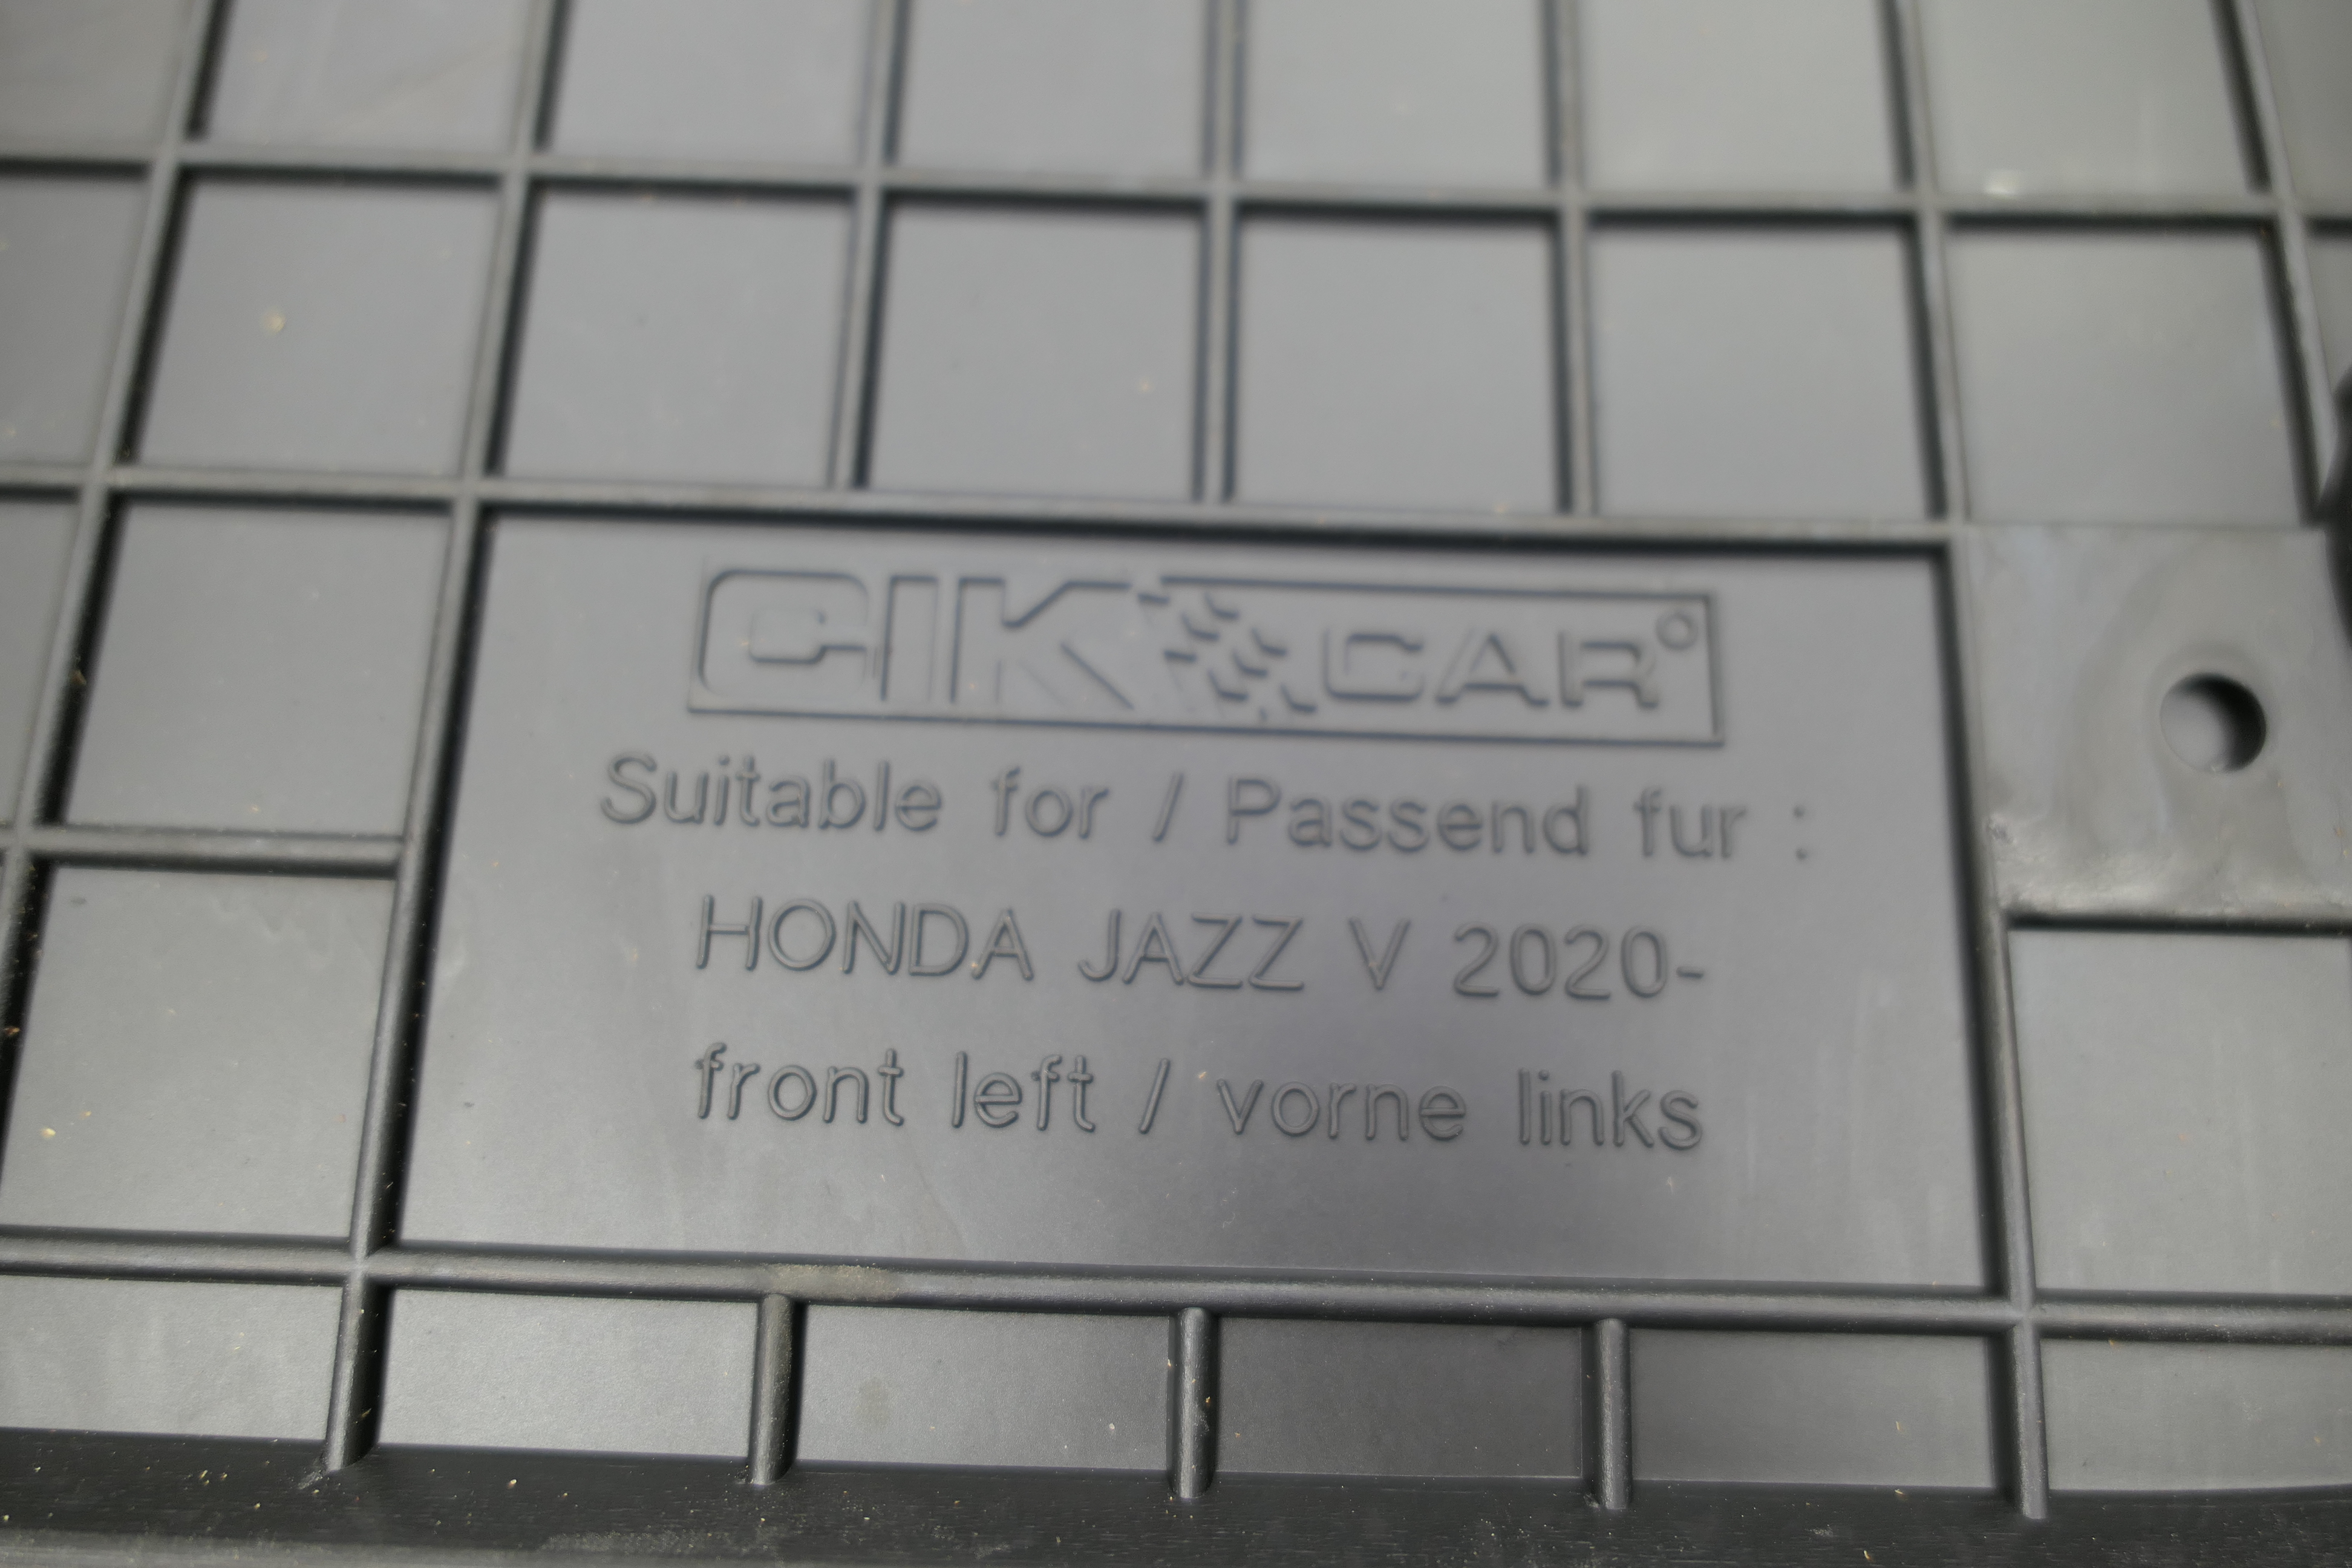 CIK CAR
Suitable for / Passend fur :
HONDA JAZZ V 2020-
front left / vorne links